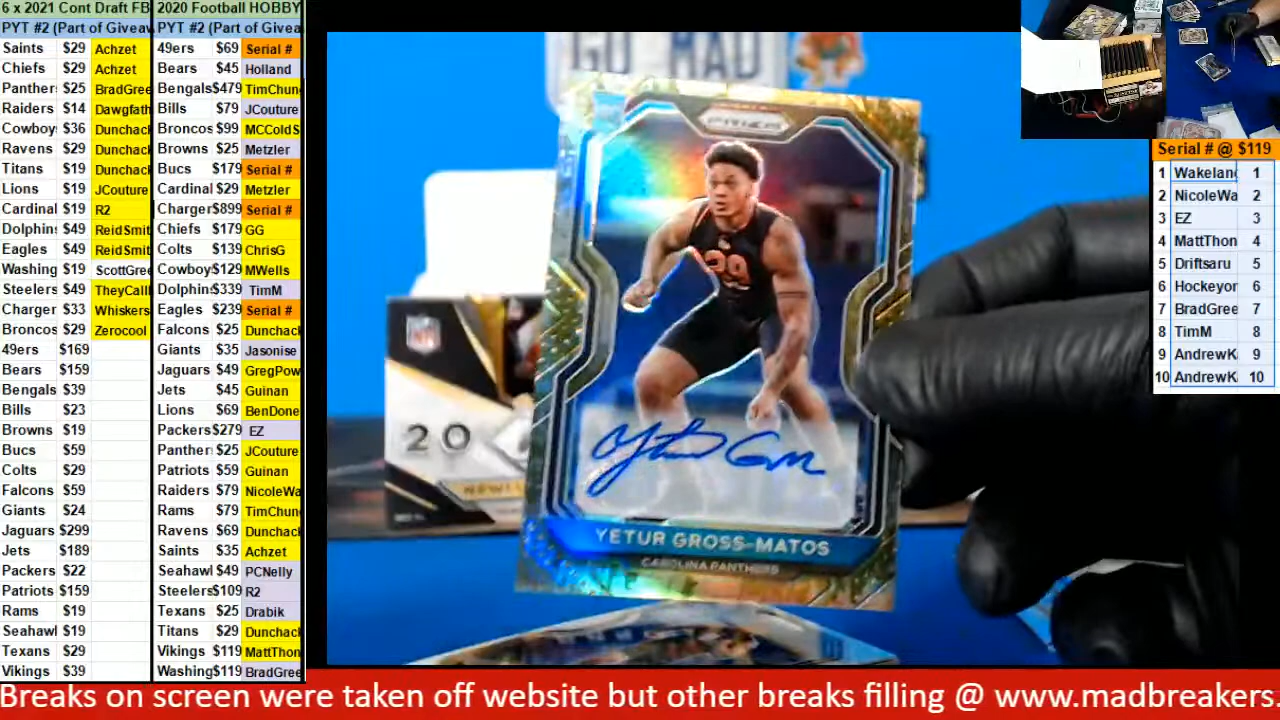 6 x 2021 Cont Draft FB
PYT #2 (Part of Giveaw
Saints $29 Achzet
Chiefs $29 Achzet
Panther $25 BradGree
Raiders $14 Dawgfath
Cowboy $36 Dunchack
Ravens $29 Dunchack
Titans $19 Dunchack
Lions $19 JCouture
Cardinal $19 R2
Dolphins $49 ReidSmit
Eagles $49 ReidSmit
Washing $19 ScottGree
Steelers $49 TheyCalll
Charger $33 Whiskers
Broncos $29 Zerocool
49ers $169
Bears $159
Bengals $39
Bills $23
Browns $19
Bucs $59
Colts $29
Falcons $59
Giants $24
Jaguars $299
Jets $189
Packers $22
Patriots $159
Rams $19
Seahawl $19
Texans $29
Vikings $39
2020 Football HOBBY
PYT #2 (Part of Givea
49ers $69 Serial #
Bears $45 Holland
Bengals $479 TimChun
Bills $79 JCouture
Broncos $99 MCColdS
Browns $25 Metzler
Bucs $179 Serial #
Cardinal $29 Metzler
Charger $899 Serial #
Chiefs $179 GG
Colts $139 ChrisG
Cowboy $129 MWells
Dolphin $339 TimM
Eagles $239 Serial #
Falcons $25 Dunchack
Giants $35 Jasonise
Jaguars $49 GregPow
Jets $45 Guinan
Lions $69 BenDone
Packers $279 EZ
Panther $25 JCouture
Patriots $59 Guinan
Raiders $79 NicoleWa
Rams $79 TimChun
Ravens $69 Dunchack
Saints $35 Achzet
Seahawl $49 PCNelly
Steelers $109 R2
Texans $25 Drabik
Titans $29 Dunchack
Vikings $119 MattThon
Washing $119 BradGree
GO MAD
PRIZM
29
NFL
20
YETUR GROSS-MATOS
CAROLINA PANTHERS
Serial # @ $119
1 Wakelan 1
2 NicoleWa 2
3 EZ 3
4 MattThon 4
5 Driftsaru 5
6 Hockeyor 6
7 BradGree 7
8 TimM 8
9 AndrewK 9
10 AndrewK 10
Breaks on screen were taken off website but other breaks filling @ www.madbreakers.